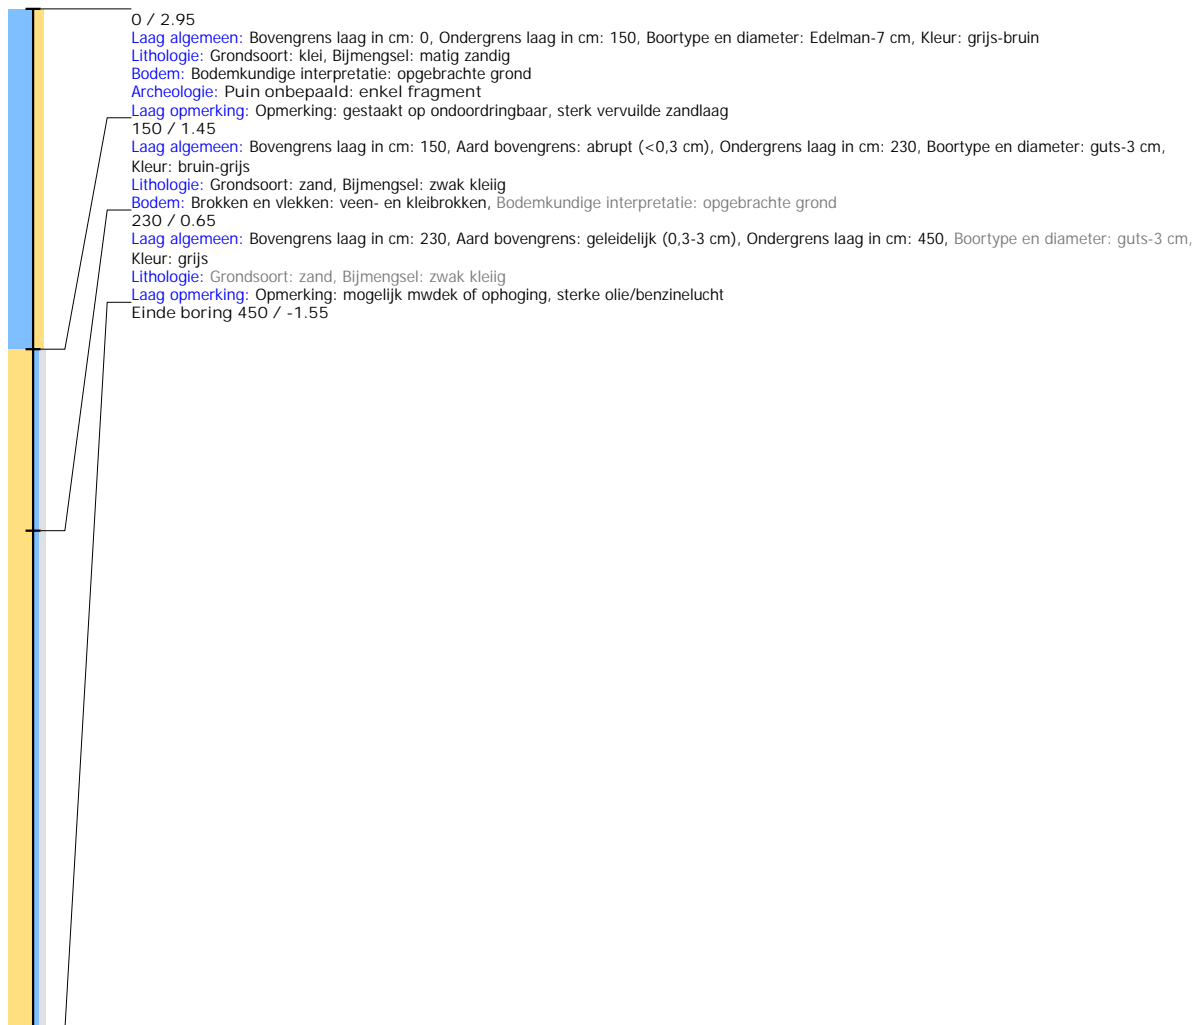 0 / 2.95
Laag algemeen: Bovengrens laag in cm: 0, Ondergrens laag in cm: 150, Boortype en diameter: Edelman-7 cm, Kleur: grijs-bruin
Lithologie: Grondsoort: klei, Bijmengsel: matig zandig
Bodem: Bodemkundige interpretatie: opgebrachte grond
Archeologie: Puin onbepaald: enkel fragment
Laag opmerking: Opmerking: gestaakt op ondoordringbaar, sterk vervuilde zandlaag
150 / 1.45
Laag algemeen: Bovengrens laag in cm: 150, Aard bovengrens: abrupt (<0,3 cm), Ondergrens laag in cm: 230, Boortype en diameter: guts-3 cm,
Kleur: bruin-grijs
Lithologie: Grondsoort: zand, Bijmengsel: zwak kleiig
Bodem: Brokken en vlekken: veen- en kleibrokken, Bodemkundige interpretatie: opgebrachte grond
230 / 0.65
Laag algemeen: Bovengrens laag in cm: 230, Aard bovengrens: geleidelijk (0,3-3 cm), Ondergrens laag in cm: 450, Boortype en diameter: guts-3 cm,
Kleur: grijs
Lithologie: Grondsoort: zand, Bijmengsel: zwak kleiig
Laag opmerking: Opmerking: mogelijk mwdek of ophoging, sterke olie/benzinelucht
Einde boring 450 / -1.55